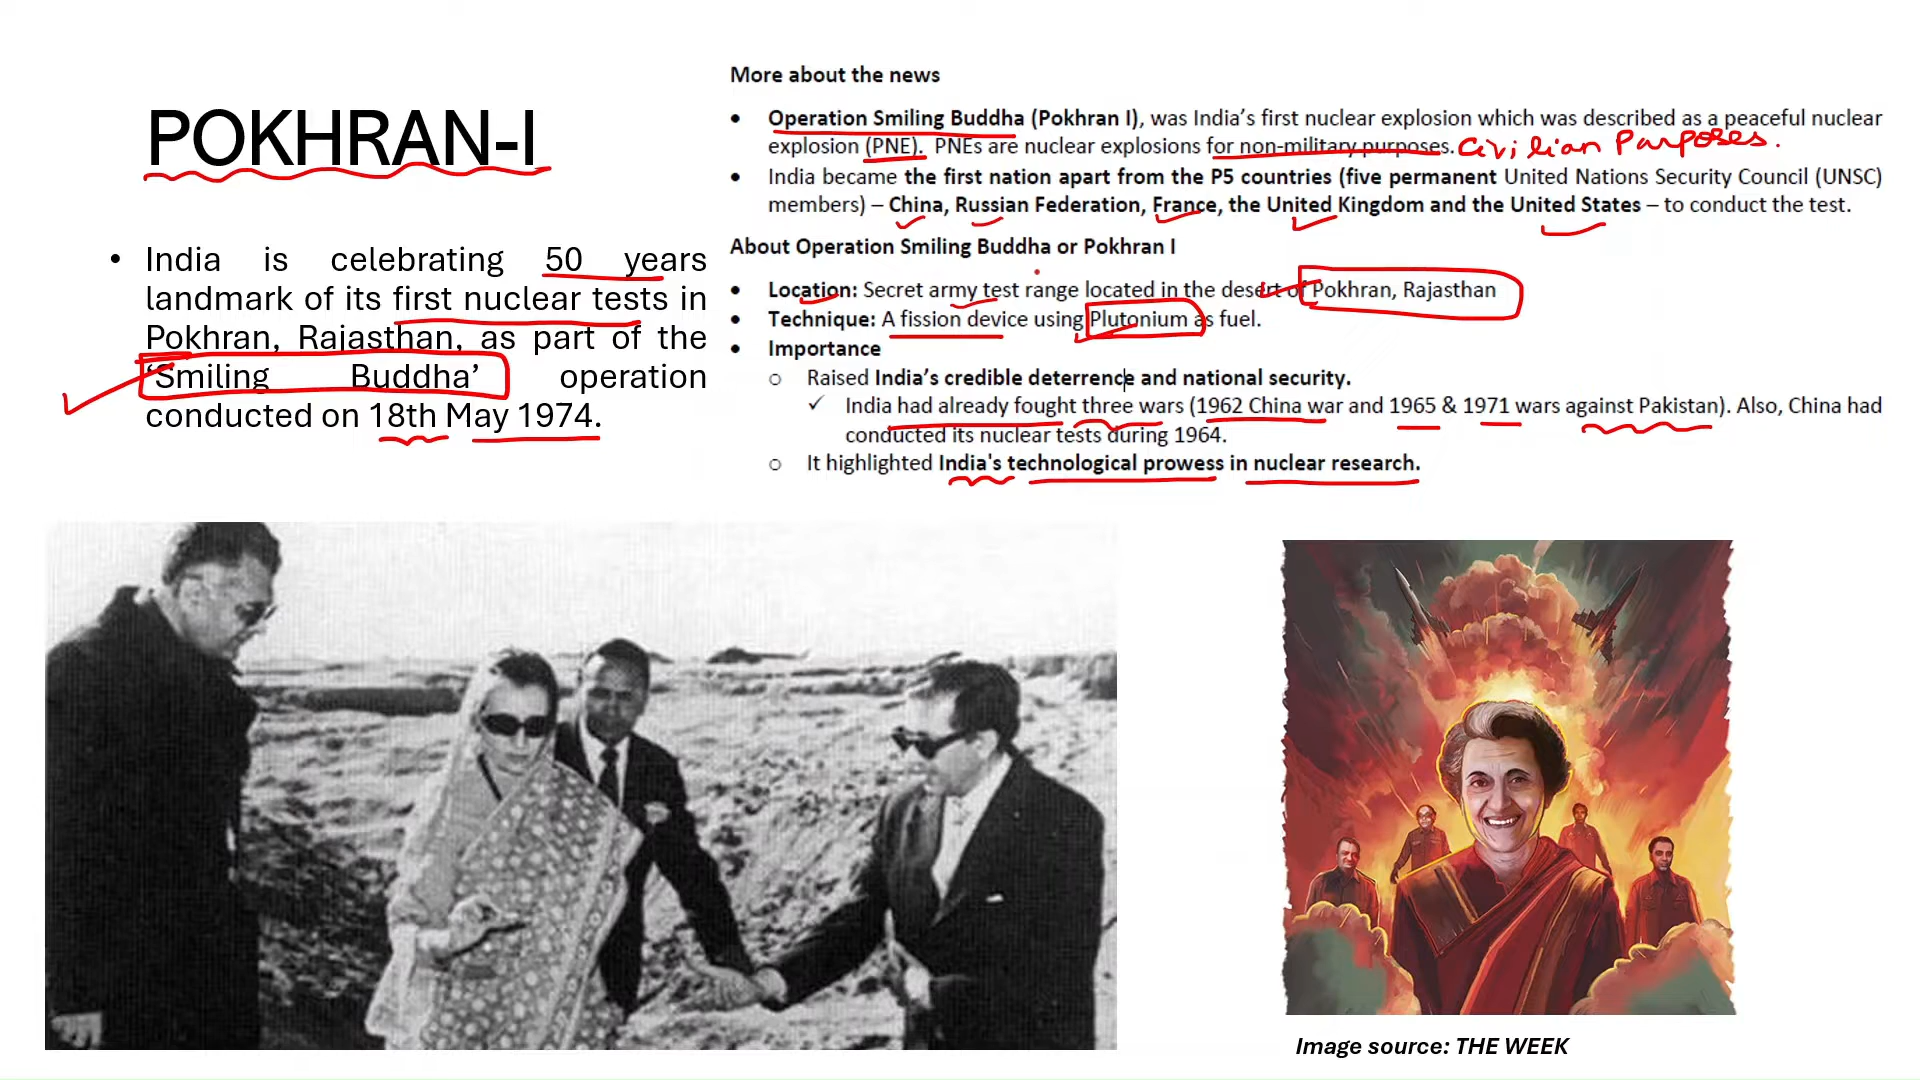 POKHRAN-I
• India is celebrating 50 years
landmark of its first nuclear tests in
Pokhran, Rajasthan, as part of the
‘Smiling Buddha’ operation
conducted on 18th May 1974.
More about the news
• Operation Smiling Buddha (Pokhran I), was India’s first nuclear explosion which was described as a peaceful nuclear
explosion (PNE). PNEs are nuclear explosions for non-military purposes. Civilian Purposes.
• India became the first nation apart from the P5 countries (five permanent United Nations Security Council (UNSC)
members) – China, Russian Federation, France, the United Kingdom and the United States – to conduct the test.
About Operation Smiling Buddha or Pokhran I
• Location: Secret army test range located in the desert of Pokhran, Rajasthan
• Technique: A fission device using Plutonium as fuel.
• Importance
○ Raised India’s credible deterrence and national security.
✓ India had already fought three wars (1962 China war and 1965 & 1971 wars against Pakistan). Also, China had
conducted its nuclear tests during 1964.
○ It highlighted India's technological prowess in nuclear research.
Image source: THE WEEK